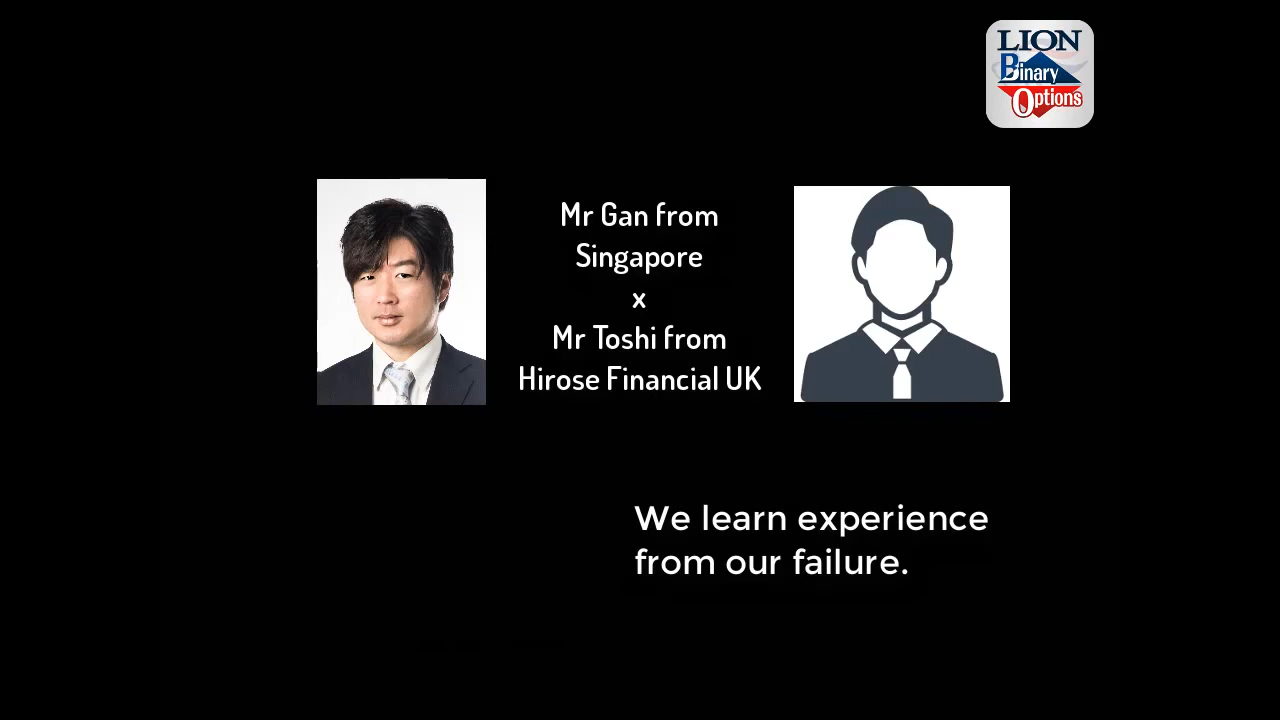 LION
Binary
Options
Mr Gan from
Singapore
x
Mr Toshi from
Hirose Financial UK
We learn experience
from our failure.